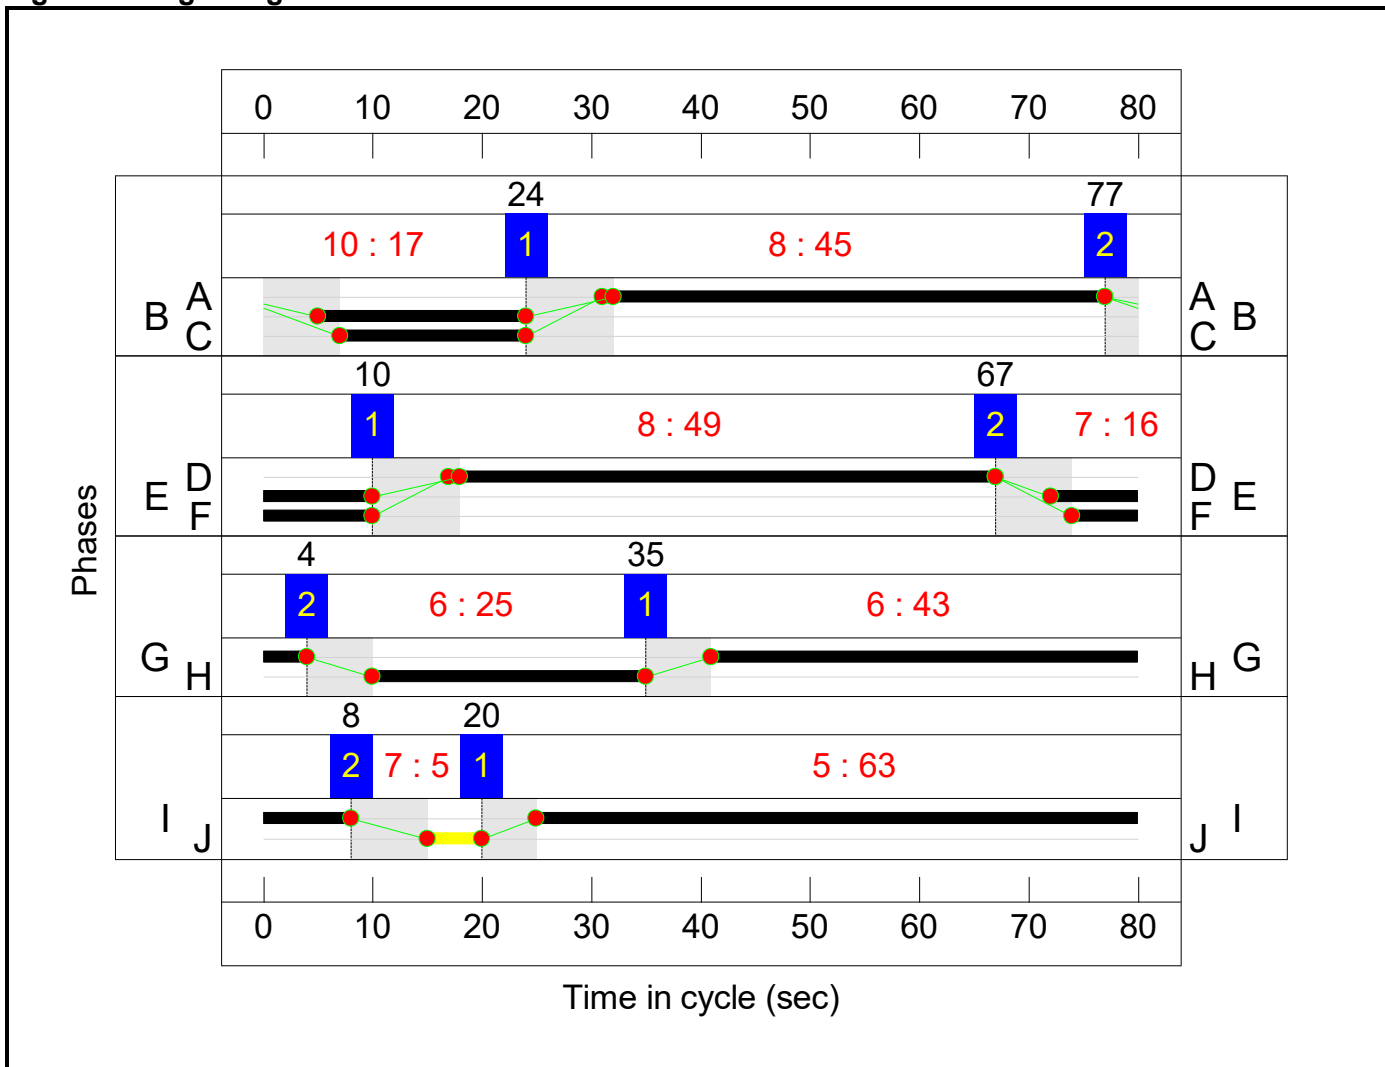 0 10 20 30 40 50 60 70 80
24 77
10 : 17 1 8 : 45 2
A A
B B
C C
10 67
1 8 : 49 2 7 : 16
D D
E E
F F
Phases
4 35
2 6 : 25 1 6 : 43
G G
H H
8 20
2 7 : 5 1 5 : 63
I I
J J
0 10 20 30 40 50 60 70 80
Time in cycle (sec)